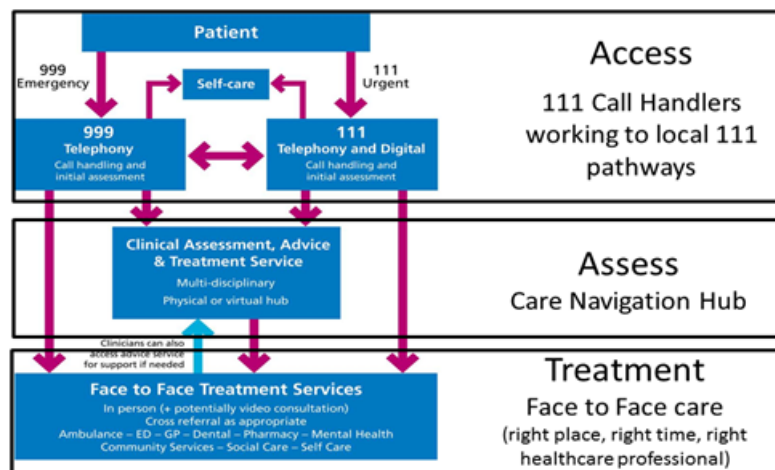 Patient
999
Emergency
111
Urgent
Self-care
999
Telephony
Call handling and
initial assessment
111
Telephony and Digital
Call handling and
initial assessment
Access
111 Call Handlers
working to local 111
pathways
Clinical Assessment, Advice
& Treatment Service
Multi-disciplinary
Physical or virtual hub
Assess
Care Navigation Hub
Clinicians can also
access advice service
for support if needed
Face to Face Treatment Services
In person (+ potentially video consultation)
Cross referral as appropriate
Ambulance – ED – GP – Dental – Pharmacy – Mental Health
Community Services – Social Care – Self Care
Treatment
Face to Face care
(right place, right time, right
healthcare professional)